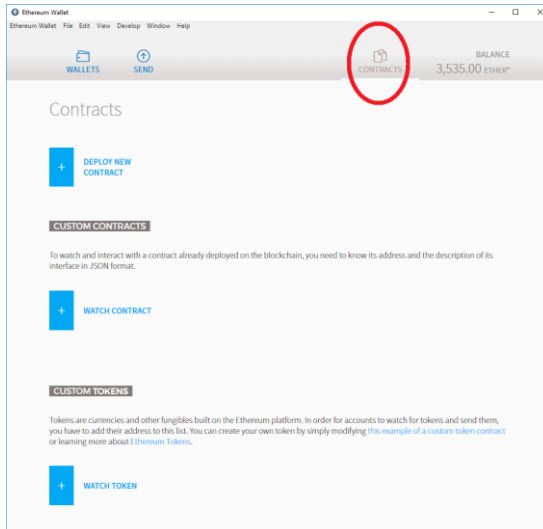 Ethereum Wallet
Ethereum Wallet File Edit View Develop Window Help
WALLETS SEND CONTRACTS BALANCE
3,535.00 ETHER*
Contracts
DEPLOY NEW
CONTRACT
CUSTOM CONTRACTS
To watch and interact with a contract already deployed on the blockchain, you need to know its address and the description of its
interface in JSON format.
WATCH CONTRACT
CUSTOM TOKENS
Tokens are currencies and other fungibles built on the Ethereum platform. In order for accounts to watch for tokens and send them,
you have to add their address to this list. You can create your own token by simply modifying this example of a custom token contract
or learning more about Ethereum Tokens.
WATCH TOKEN